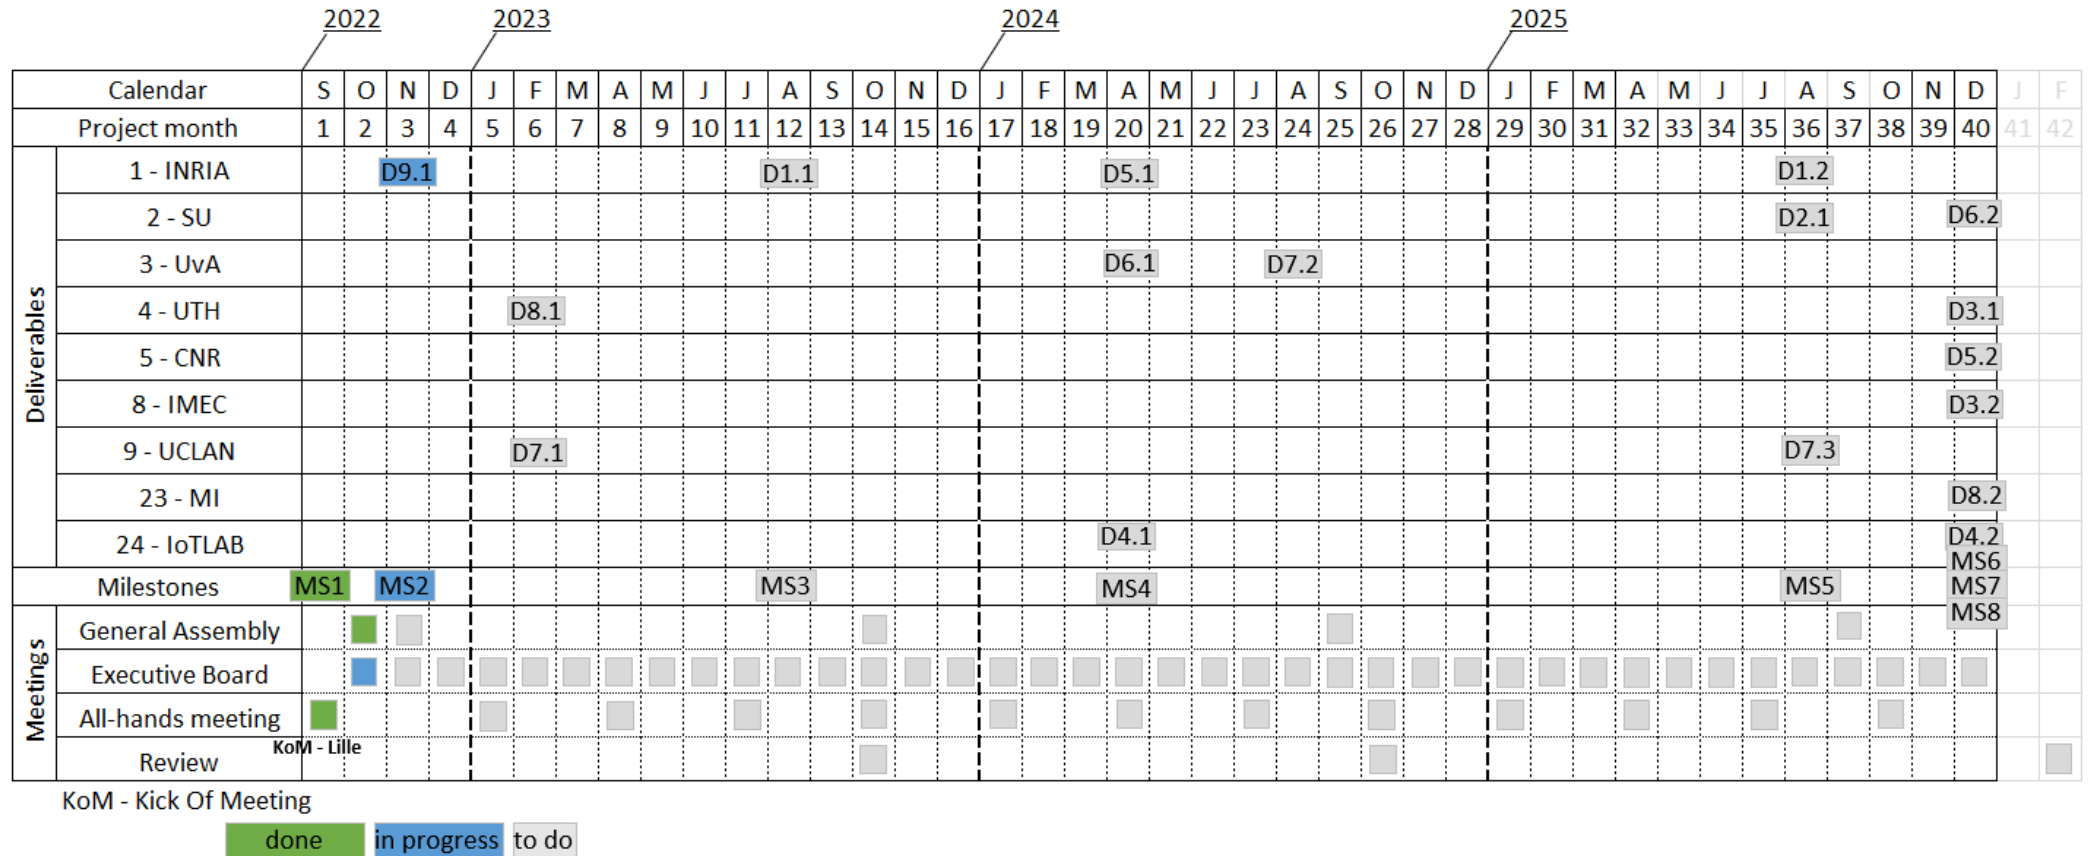 2022 2023 2024 2025
Calendar S O N D J F M A M J J A S O N D J F M A M J J A S O N D J F M A M J J A S O N D J F
Project month 1 2 3 4 5 6 7 8 9 10 11 12 13 14 15 16 17 18 19 20 21 22 23 24 25 26 27 28 29 30 31 32 33 34 35 36 37 38 39 40 41 42
Deliverables
1 - INRIA D9.1 D1.1 D5.1 D1.2
2 - SU D2.1 D6.2
3 - UvA D6.1 D7.2
4 - UTH D8.1 D3.1
5 - CNR D5.2
8 - IMEC D3.2
9 - UCLAN D7.1 D7.3
23 - MI D8.2
24 - IoTLAB D4.1 D4.2
MS6
Milestones MS1 MS2 MS3 MS4 MS5 MS7
MS8
Meetings
General Assembly
Executive Board
All-hands meeting
KoM - Lille
Review
KoM - Kick Of Meeting
done in progress to do